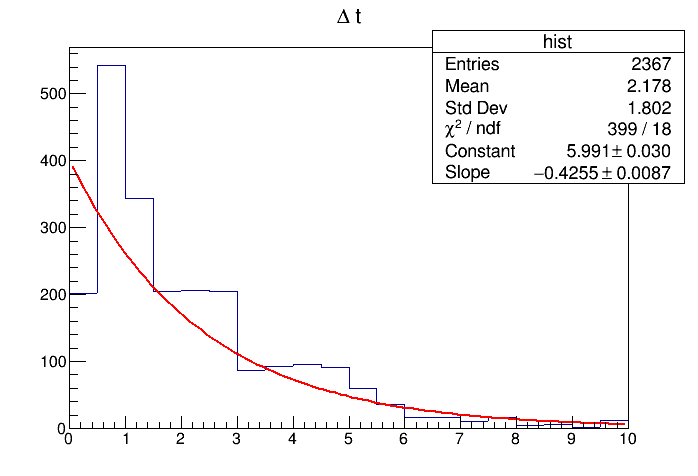 Δ t
hist
Entries 2367
Mean 2.178
Std Dev 1.802
χ² / ndf 399 / 18
Constant 5.991± 0.030
Slope −0.4255 ± 0.0087
500
400
300
200
100
0
0 1 2 3 4 5 6 7 8 9 10